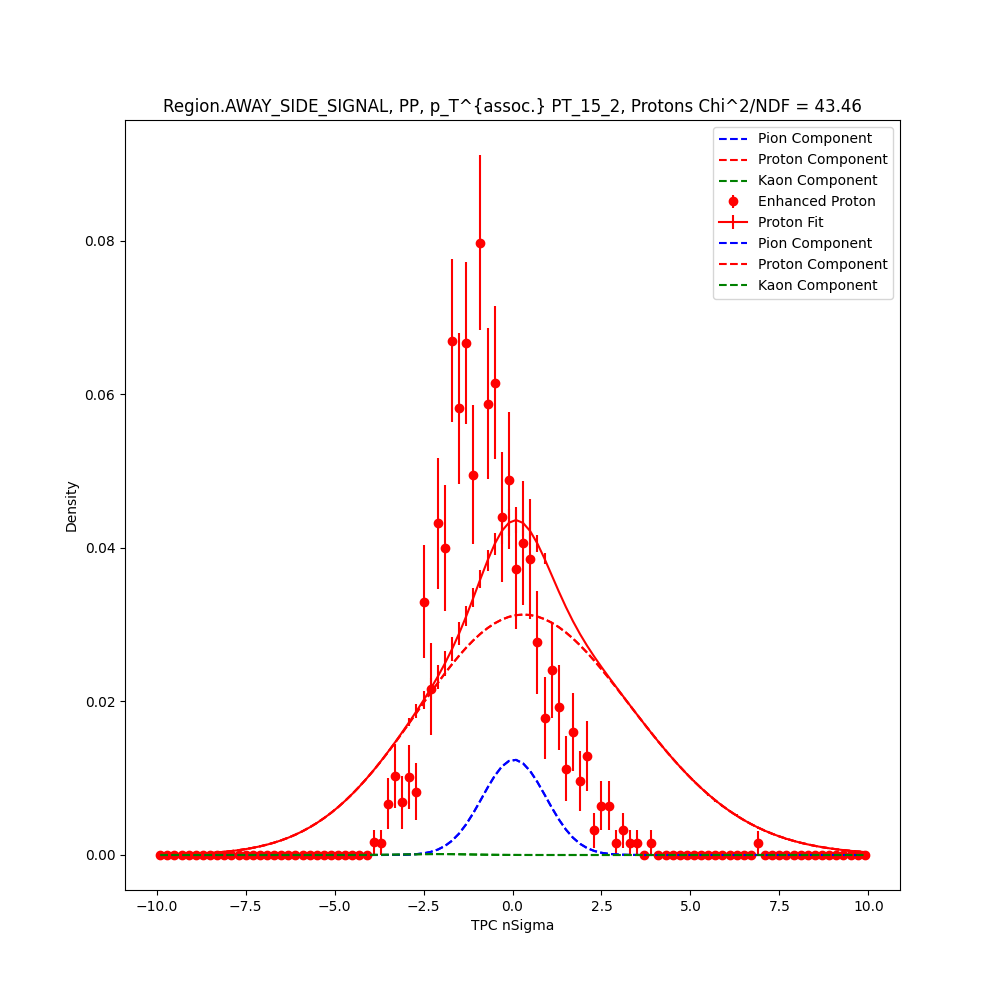 Region.AWAY_SIDE_SIGNAL, PP, p_T^{assoc.} PT_15_2, Protons Chi^2/NDF = 43.46
Pion Component
Proton Component
Kaon Component
Enhanced Proton
Proton Fit
Pion Component
Proton Component
Kaon Component
0.08
0.06
0.04
0.02
0.00
Density
−10.0 −7.5 −5.0 −2.5 0.0 2.5 5.0 7.5 10.0
TPC nSigma